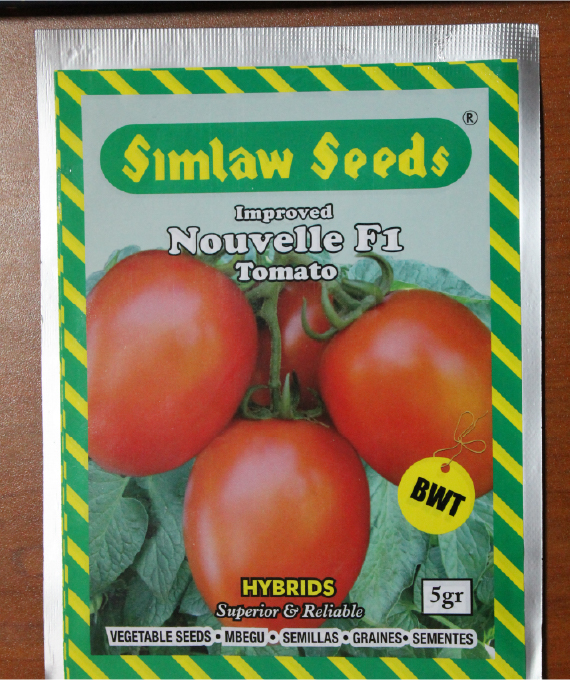 Simlaw Seeds ®
Improved
Nouvelle F1
Tomato
BWT
HYBRIDS
Superior & Reliable
5gr
VEGETABLE SEEDS • MBEGU • SEMILLAS • GRAINES • SEMENTES